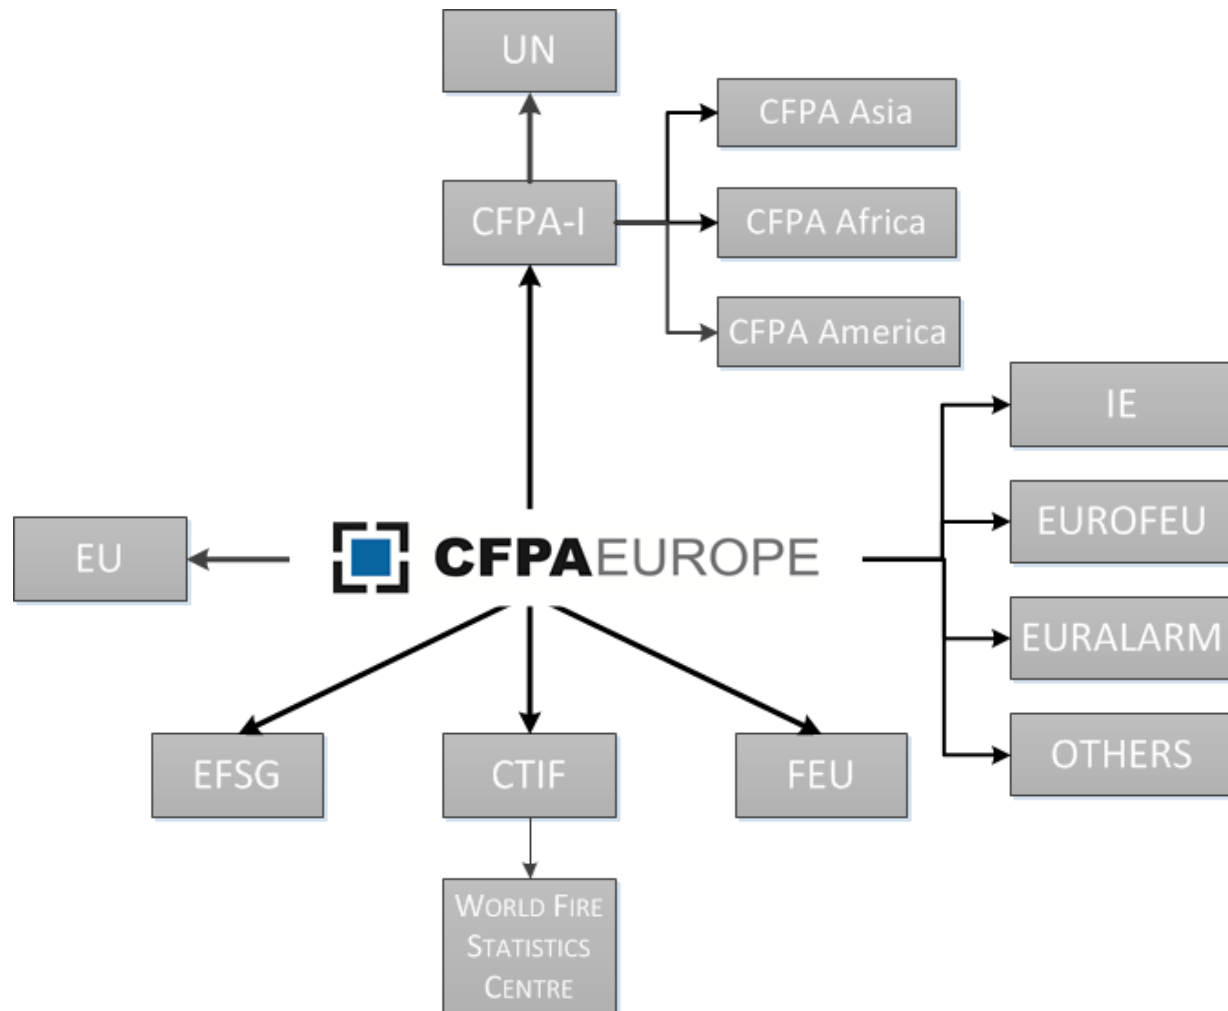 UN
CFPA Asia
CFPA-I
CFPA Africa
CFPA America
IE
EUROFEU
EU
CFPAEUROPE
EURALARM
OTHERS
EFSG
CTIF
FEU
WORLD FIRE
STATISTICS
CENTRE